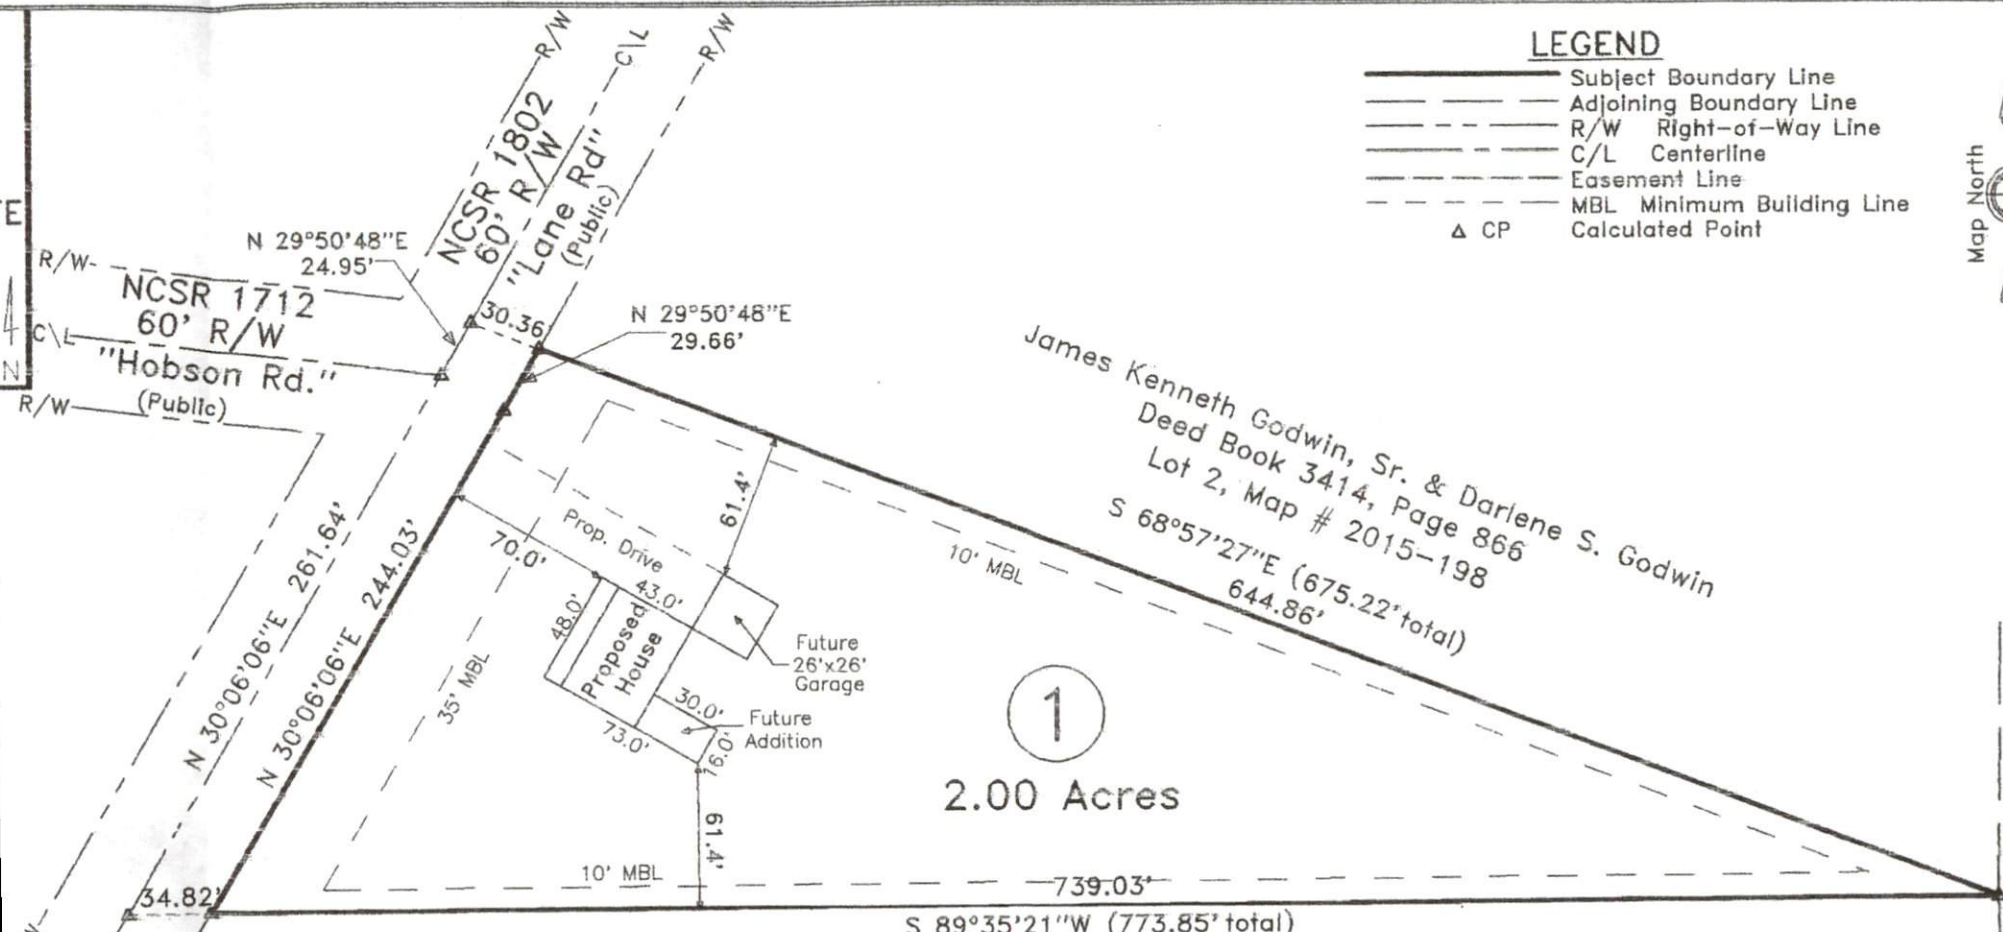 LEGEND
Subject Boundary Line
Adjoining Boundary Line
R/W Right-of-Way Line
C/L Centerline
Easement Line
MBL Minimum Building Line
Δ CP Calculated Point
Map North
R/W
C\L
R/W
NCSR 1802
60' R/W
"Lane Rd"
(Public)
TE
N
N 29°50'48"E
24.95'
R/W
NCSR 1712
60' R/W
C\L
"Hobson Rd."
(Public)
R/W
30.36'
N 29°50'48"E
29.66'
James Kenneth Godwin, Sr. & Darlene S. Godwin
Deed Book 3414, Page 866
Lot 2, Map # 2015-198
S 68°57'27"E (675.22' total)
644.86'
10' MBL
61.4'
Prop. Drive
70.0'
43.0'
48.0'
Proposed
House
Future
26'x26'
Garage
30.0'
Future
Addition
73.0'
16.0'
61.4'
N 30°06'06"E 261.64'
N 30°06'06"E 244.03'
35' MBL
1
2.00 Acres
10' MBL
34.82'
739.03'
S 89°35'21"W (773.85' total)